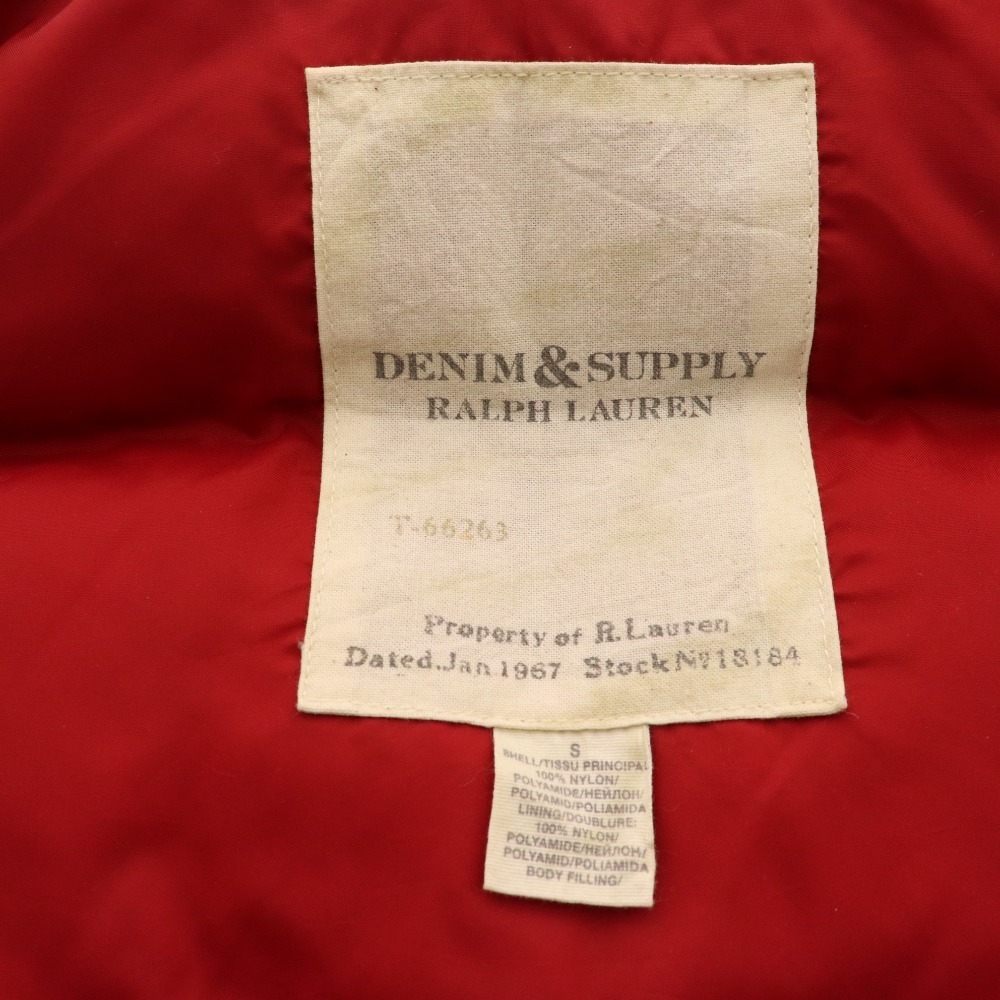 DENIM & SUPPLY
RALPH LAUREN
T-66263
Property of R. Lauren
Dated. Jan 1967 Stock Nº 18184
S
SHELL/TISSU PRINCIPAL
100% NYLON/
POLYAMIDE/НЕЙЛОН/
POLYAMID/POLIAMIDA
LINING/DOUBLURE:
100% NYLON/
POLYAMIDE/НЕЙЛОН/
POLYAMID/POLIAMIDA
BODY FILLING/